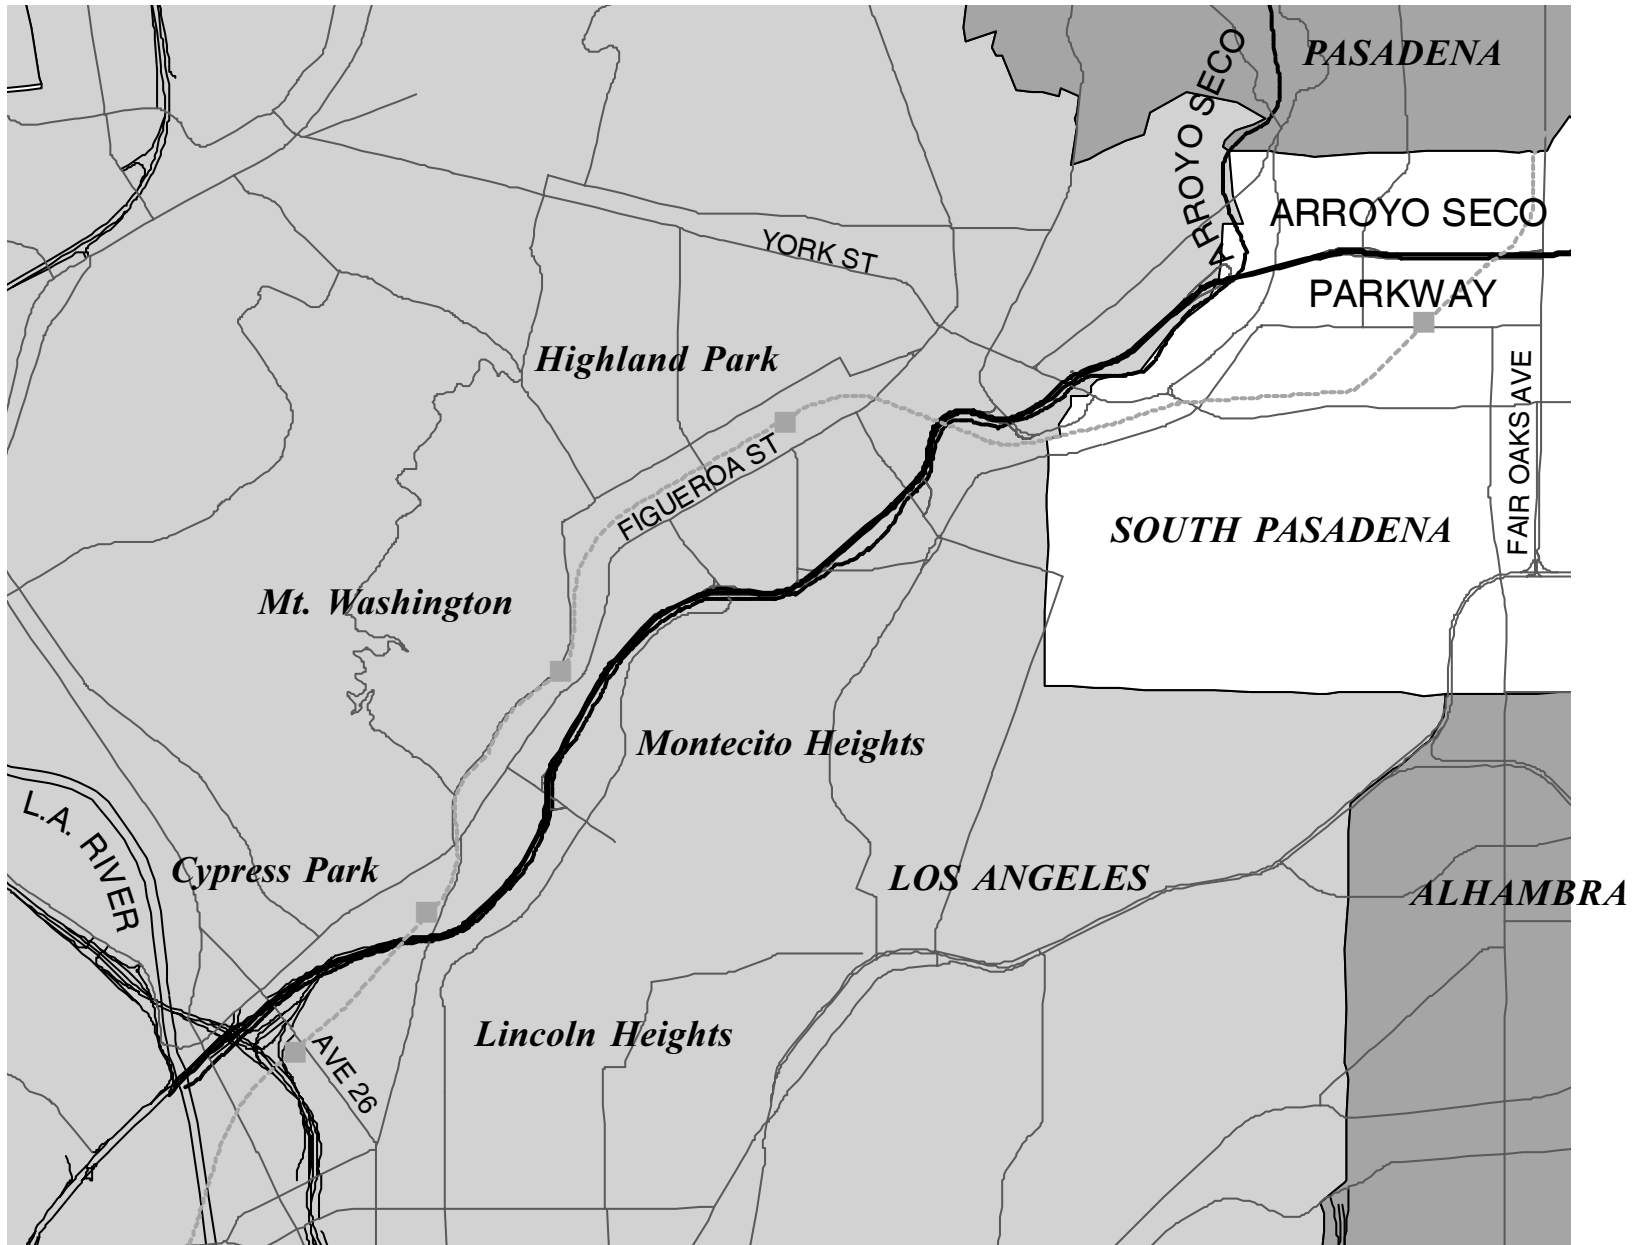 PASADENA
ARROYO SECO
ARROYO SECO
PARKWAY
YORK ST
Highland Park
FAIR OAKS AVE
FIGUEROA ST
SOUTH PASADENA
Mt. Washington
Montecito Heights
L.A. RIVER
Cypress Park
LOS ANGELES
ALHAMBRA
Lincoln Heights
AVE 26